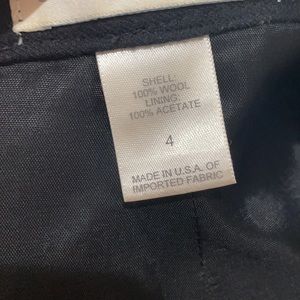 SHELL:
100% WOOL
LINING:
100% ACETATE
4
MADE IN U.S.A. OF
IMPORTED FABRIC